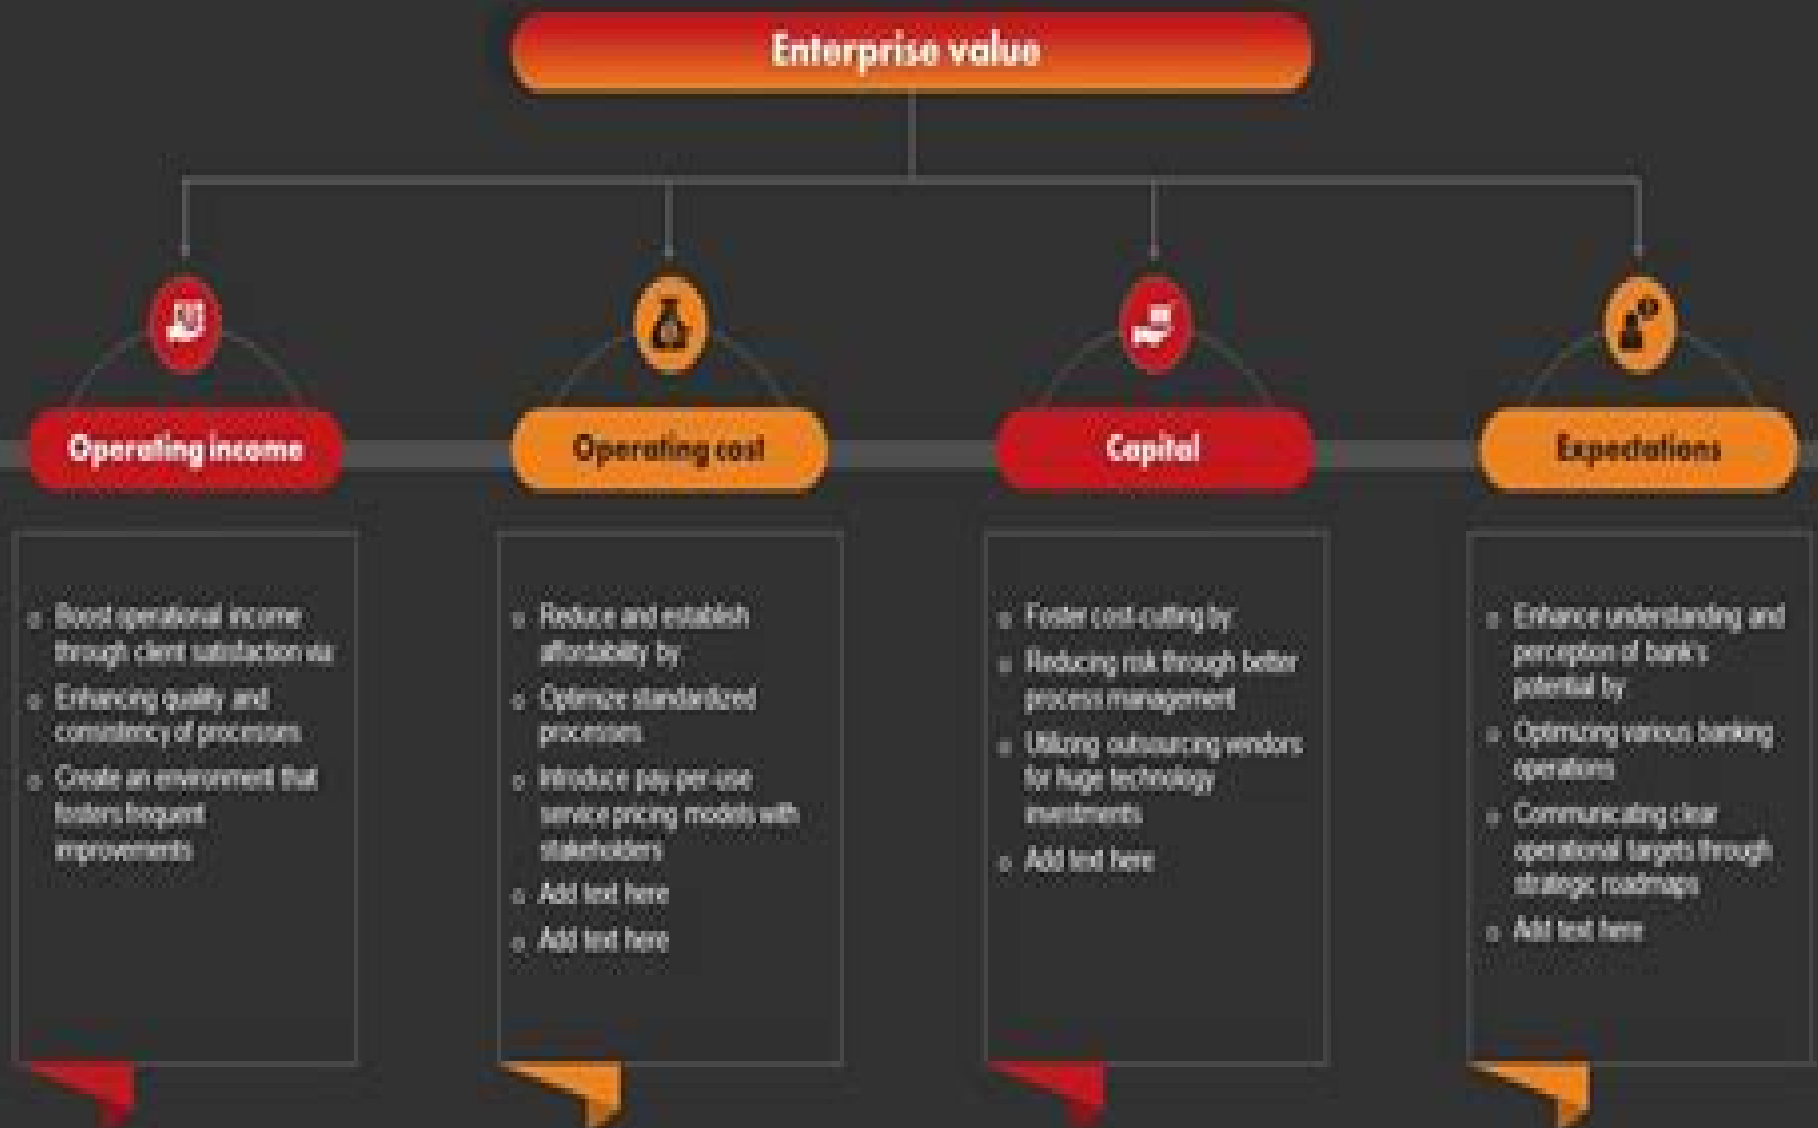 Enterprise value
Operating income
Operating cost
Capital
Expectations
Boost operational income
through client satisfaction via
Enhancing quality and
consistency of processes
Create an environment that
fosters frequent
improvements
Reduce and establish
affordability by
Optimize standardized
processes
Introduce pay-per-use
service pricing models with
stakeholders
Add text here
Add text here
Foster cost-cutting by:
Reducing risk through better
process management
Utilizing outsourcing vendors
for huge technology
investments
Add text here
Enhance understanding and
perception of bank's
potential by
Optimizing various banking
operations
Communicating clear
operational targets through
strategic roadmaps
Add text here